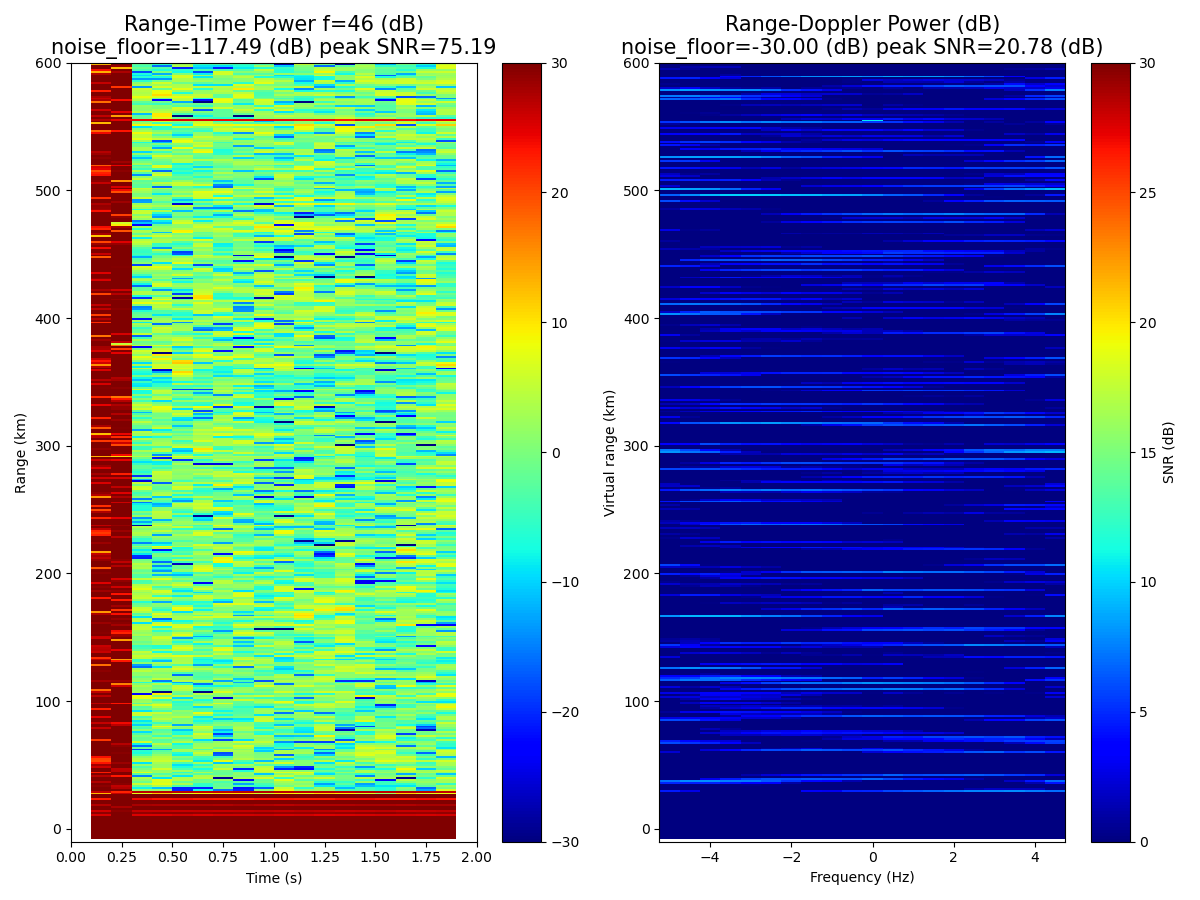 Range-Time Power f=46 (dB)
noise_floor=-117.49 (dB) peak SNR=75.19
Range-Doppler Power (dB)
noise_floor=-30.00 (dB) peak SNR=20.78 (dB)
Range (km)
600
500
400
300
200
100
0
0.00 0.25 0.50 0.75 1.00 1.25 1.50 1.75 2.00
Time (s)
30
20
10
0
−10
−20
−30
Virtual range (km)
600
500
400
300
200
100
0
−4 −2 0 2 4
Frequency (Hz)
30
25
20
15
10
5
0
SNR (dB)